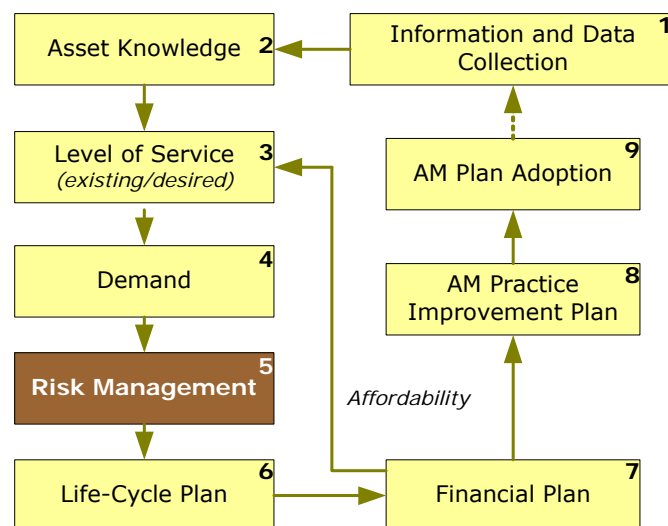 Asset Knowledge 2
Information and Data 1
Collection
Level of Service 3
(existing/desired)
AM Plan Adoption 9
Demand 4
AM Practice 8
Improvement Plan
Risk Management 5
Affordability
Life-Cycle Plan 6
Financial Plan 7